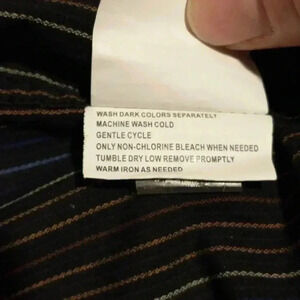 WASH DARK COLORS SEPARATELY
MACHINE WASH COLD
GENTLE CYCLE
ONLY NON-CHLORINE BLEACH WHEN NEEDED
TUMBLE DRY LOW REMOVE PROMPTLY
WARM IRON AS NEEDED